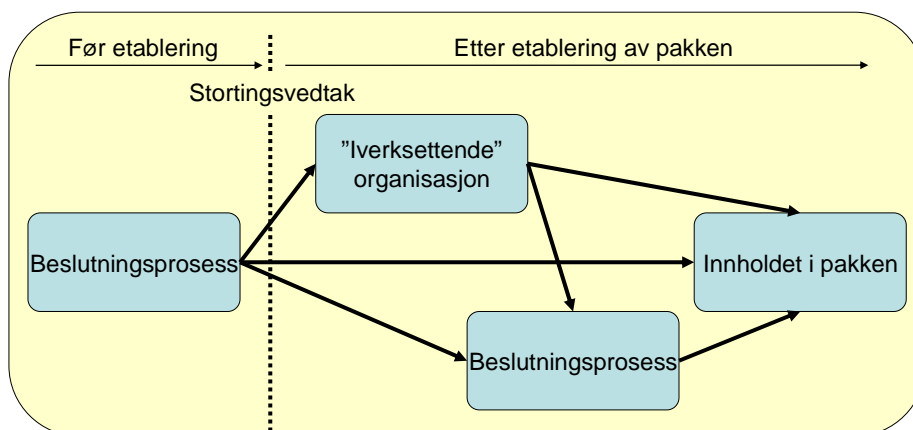 Før etablering
Etter etablering av pakken
Stortingsvedtak
”Iverksettende”
organisasjon
Beslutningsprosess
Innholdet i pakken
Beslutningsprosess